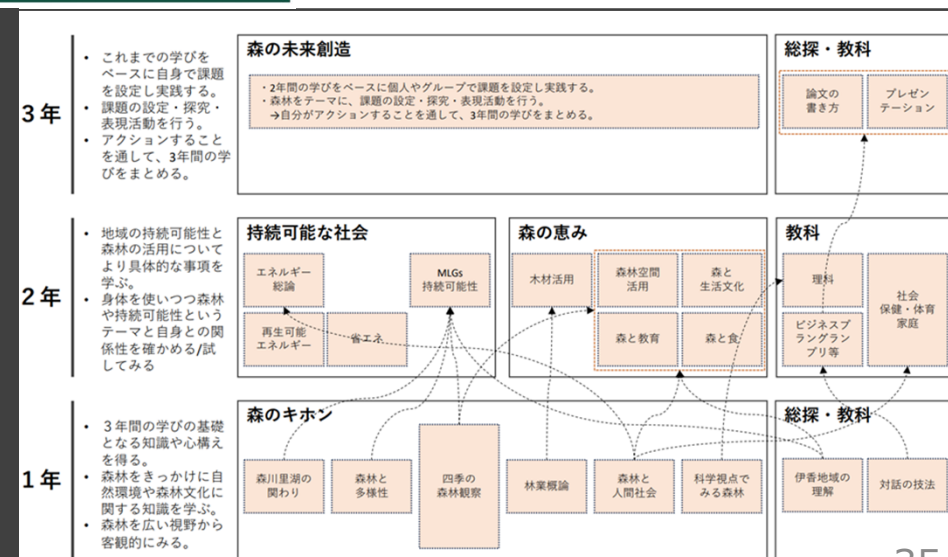 3年
• これまでの学びを
ベースに自身で課題
を設定し実践する。
• 課題の設定・探究・
表現活動を行う。
• アクションすること
を通して、3年間の学
びをまとめる。
森の未来創造
・2年間の学びをベースに個人やグループで課題を設定し実践する。
・森林をテーマに、課題の設定・探究・表現活動を行う。
→自分がアクションすることを通して、3年間の学びをまとめる。
総探・教科
論文の
書き方
プレゼン
テーション
2年
• 地域の持続可能性と
森林の活用について
より具体的な事項を
学ぶ。
• 身体を使いつつ森林
や持続可能性という
テーマと自身との関
係性を確かめる/試
してみる
持続可能な社会
エネルギー
総論
MLGs
持続可能性
再生可能
エネルギー
省エネ
森の恵み
木材活用
森林空間
活用
森と
生活文化
森と教育
森と食
教科
理科
ビジネスプ
ランググラン
プリ等
社会
保健・体育
家庭
1年
• ３年間の学びの基礎
となる知識や心構え
を得る。
• 森林をきっかけに自
然環境や森林文化に
関する知識を学ぶ。
• 森林を広い視野から
客観的にみる。
森のキホン
森川里湖の
関わり
森林と
多様性
四季の
森林観察
林業概論
森林と
人間社会
科学視点で
みる森林
総探・教科
伊香地域の
理解
対話の技法